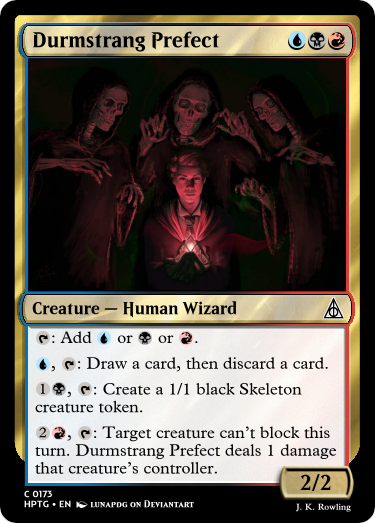 Durmstrang Prefect
Creature — Human Wizard
: Add or or .
, : Draw a card, then discard a card.
1 , : Create a 1/1 black Skeleton
creature token.
2 , : Target creature can't block this
turn. Durmstrang Prefect deals 1 damage
that creature's controller.
2/2
C 0173
HPTG • EN LUNAPDG ON DEVIANTART
J. K. Rowling